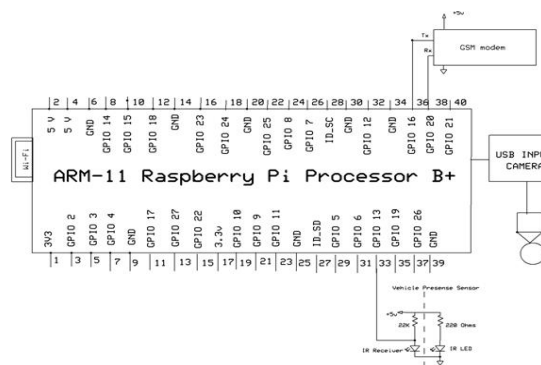 +5v
Tx
Rx
GSM modem
2 4 6 8 10 12 14 16 18 20 22 24 26 28 30 32 34 36 38 40
5 V
5 V
GND
GPIO 14
GPIO 15
GPIO 18
GND
GPIO 23
GPIO 24
GND
GPIO 25
GPIO 8
GPIO 7
ID_SC
GND
GPIO 12
GND
GPIO 16
GPIO 20
GPIO 21
Wi-Fi
ARM-11 Raspberry Pi Processor B+
USB INPU
CAMERA
3V3
GPIO 2
GPIO 3
GPIO 4
GND
GPIO 17
GPIO 27
GPIO 22
3.3v
GPIO 10
GPIO 9
GPIO 11
GND
ID_SD
GPIO 5
GPIO 6
GPIO 13
GPIO 19
GPIO 26
GND
1 3 5 7 9 11 13 15 17 19 21 23 25 27 29 31 33 35 37 39
Vehicle Presense Sensor
+5v
22K
220 Ohms
IR Receiver
IR LED